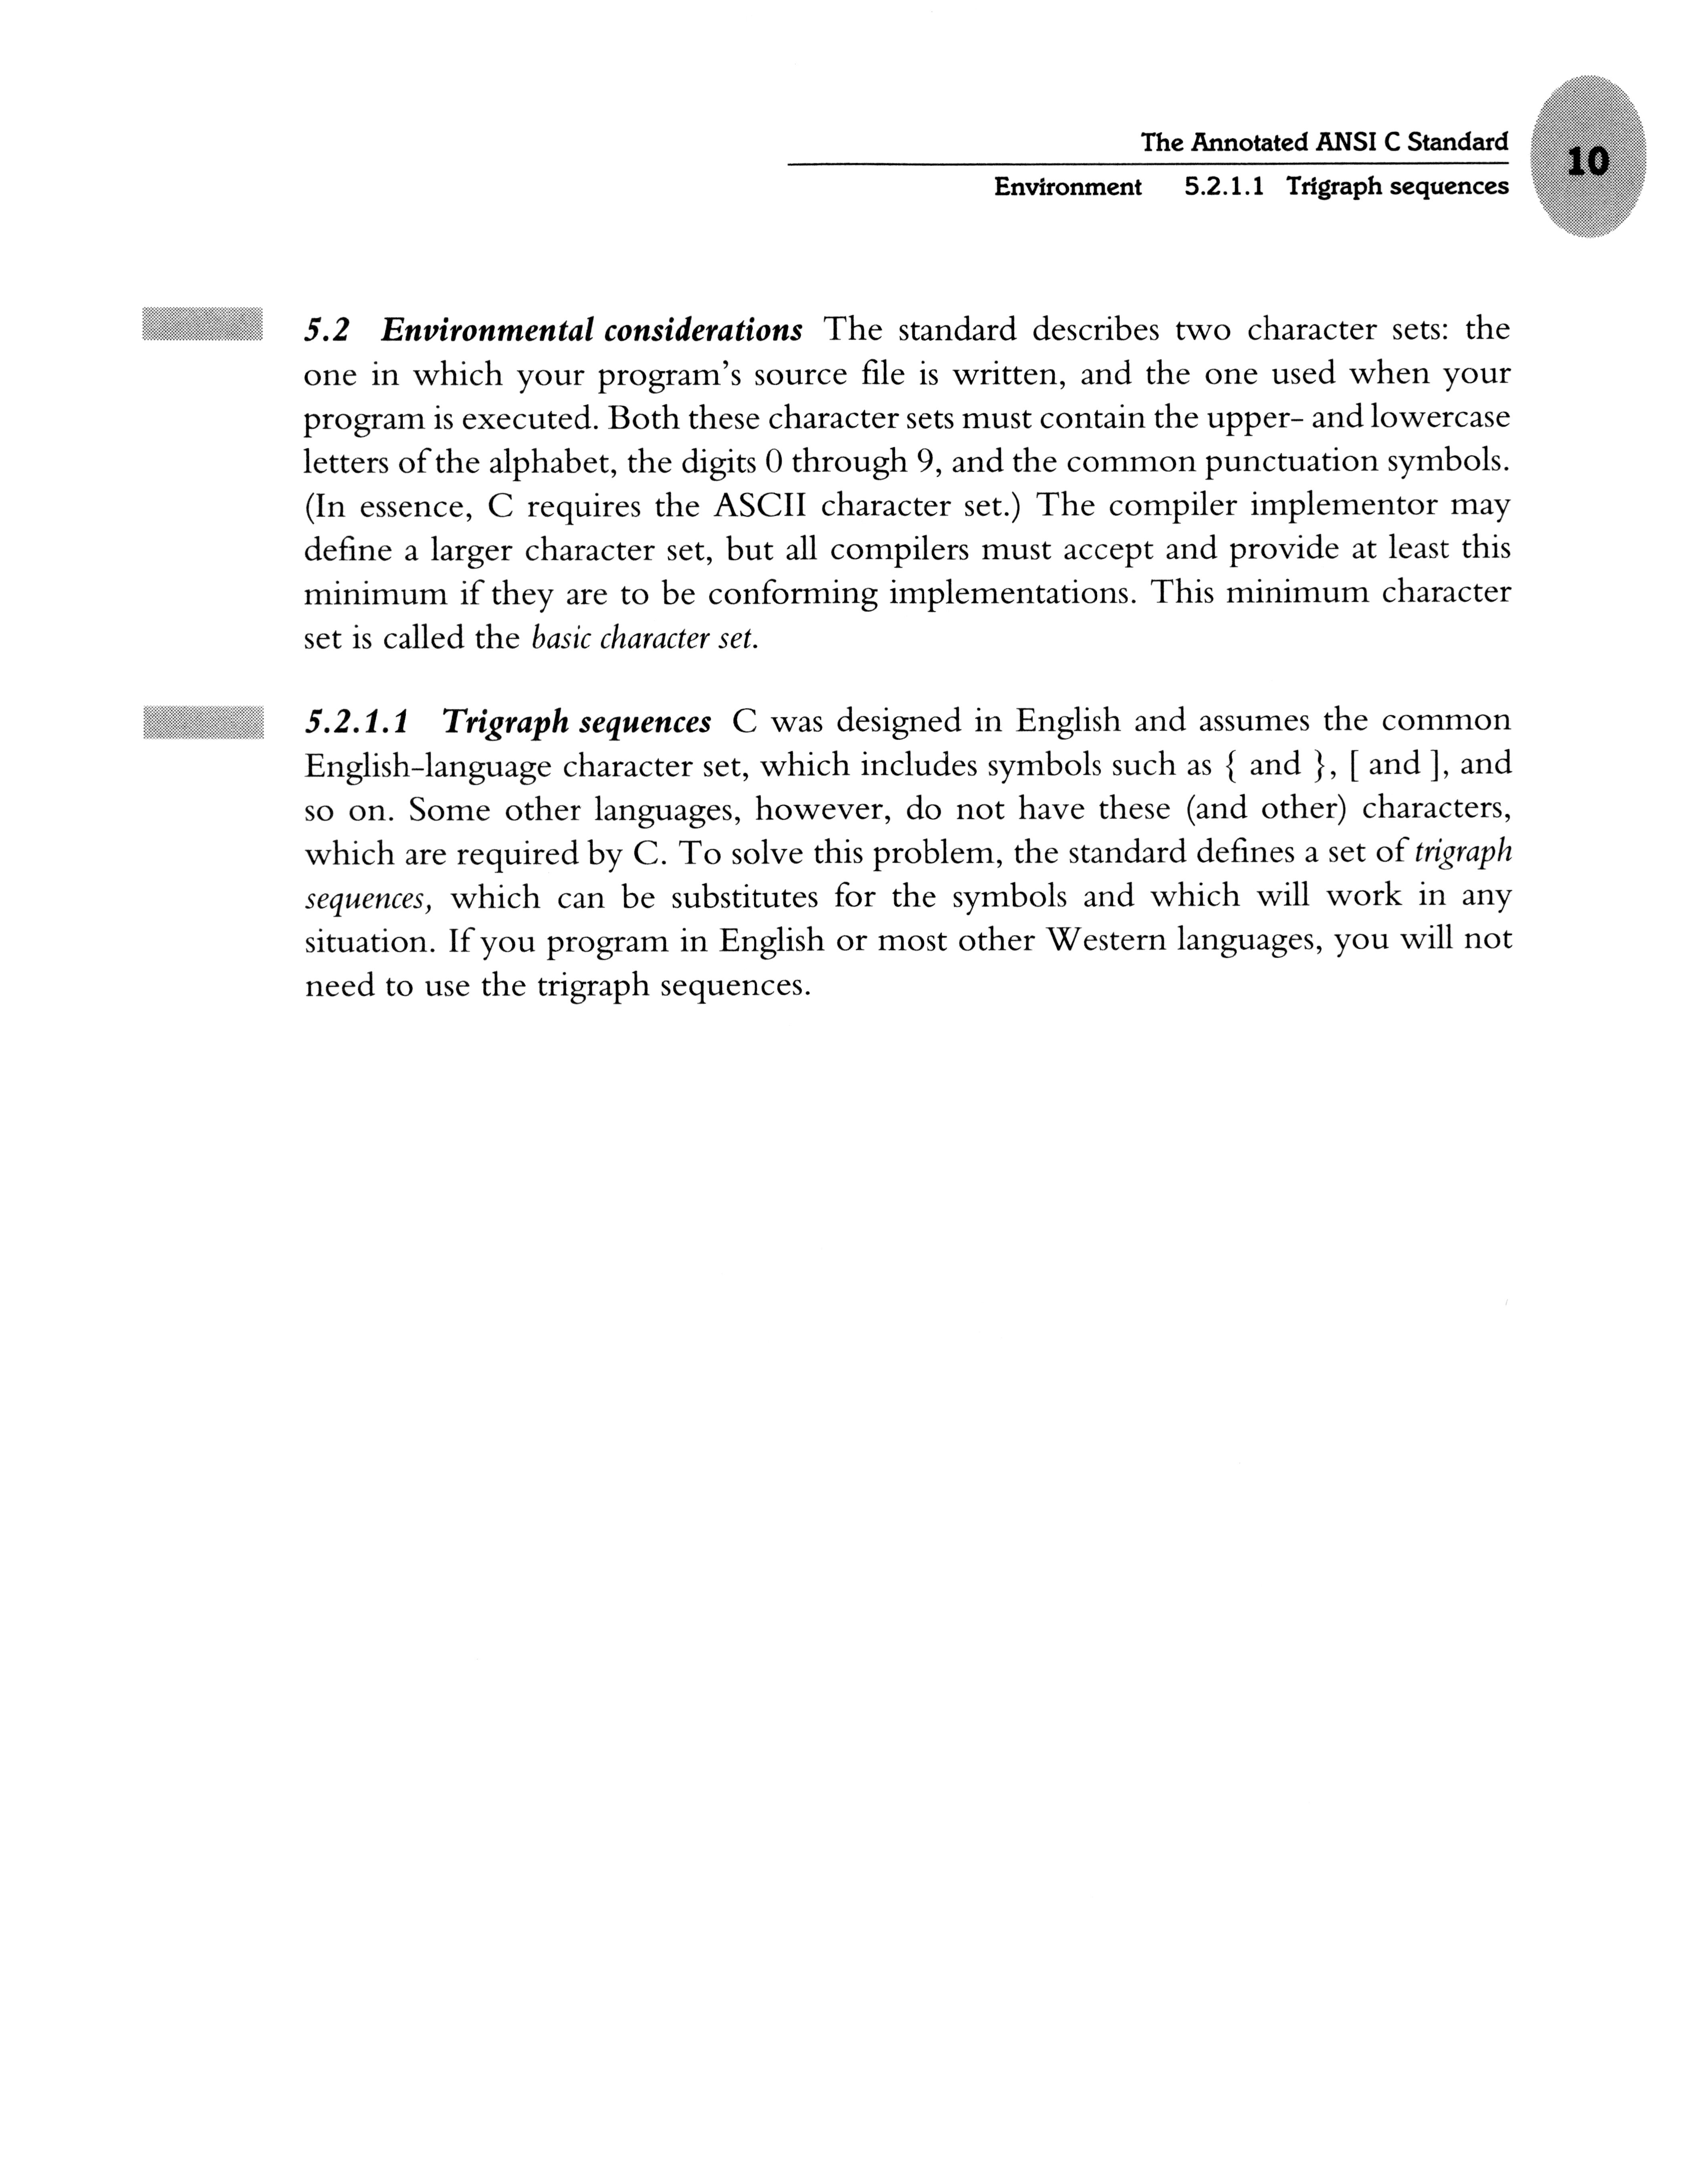 The Annotated ANSI C Standard
10
Environment 5.2.1.1 Trigraph sequences
5.2 Environmental considerations The standard describes two character sets: the
one in which your program's source file is written, and the one used when your
program is executed. Both these character sets must contain the upper- and lowercase
letters of the alphabet, the digits 0 through 9, and the common punctuation symbols.
(In essence, C requires the ASCII character set.) The compiler implementor may
define a larger character set, but all compilers must accept and provide at least this
minimum if they are to be conforming implementations. This minimum character
set is called the basic character set.
5.2.1.1 Trigraph sequences C was designed in English and assumes the common
English-language character set, which includes symbols such as { and }, [ and ], and
so on. Some other languages, however, do not have these (and other) characters,
which are required by C. To solve this problem, the standard defines a set of trigraph
sequences, which can be substitutes for the symbols and which will work in any
situation. If you program in English or most other Western languages, you will not
need to use the trigraph sequences.